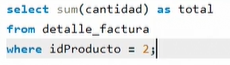 select sum(cantidad) as total
from detalle_factura
where idProducto = 2;